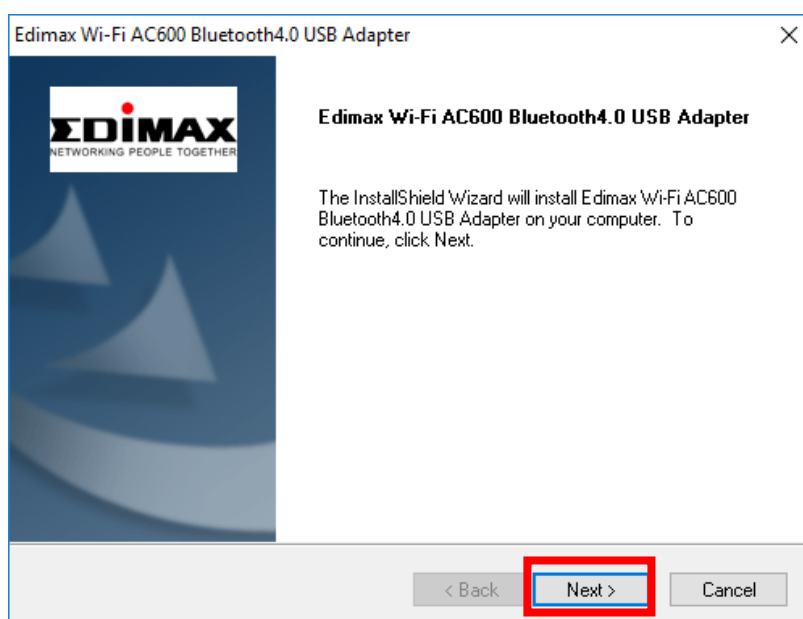 Edimax Wi-Fi AC600 Bluetooth4.0 USB Adapter
EDIMAX
NETWORKING PEOPLE TOGETHER
Edimax Wi-Fi AC600 Bluetooth4.0 USB Adapter
The InstallShield Wizard will install Edimax Wi-Fi AC600
Bluetooth4.0 USB Adapter on your computer. To
continue, click Next.
< Back
Next >
Cancel